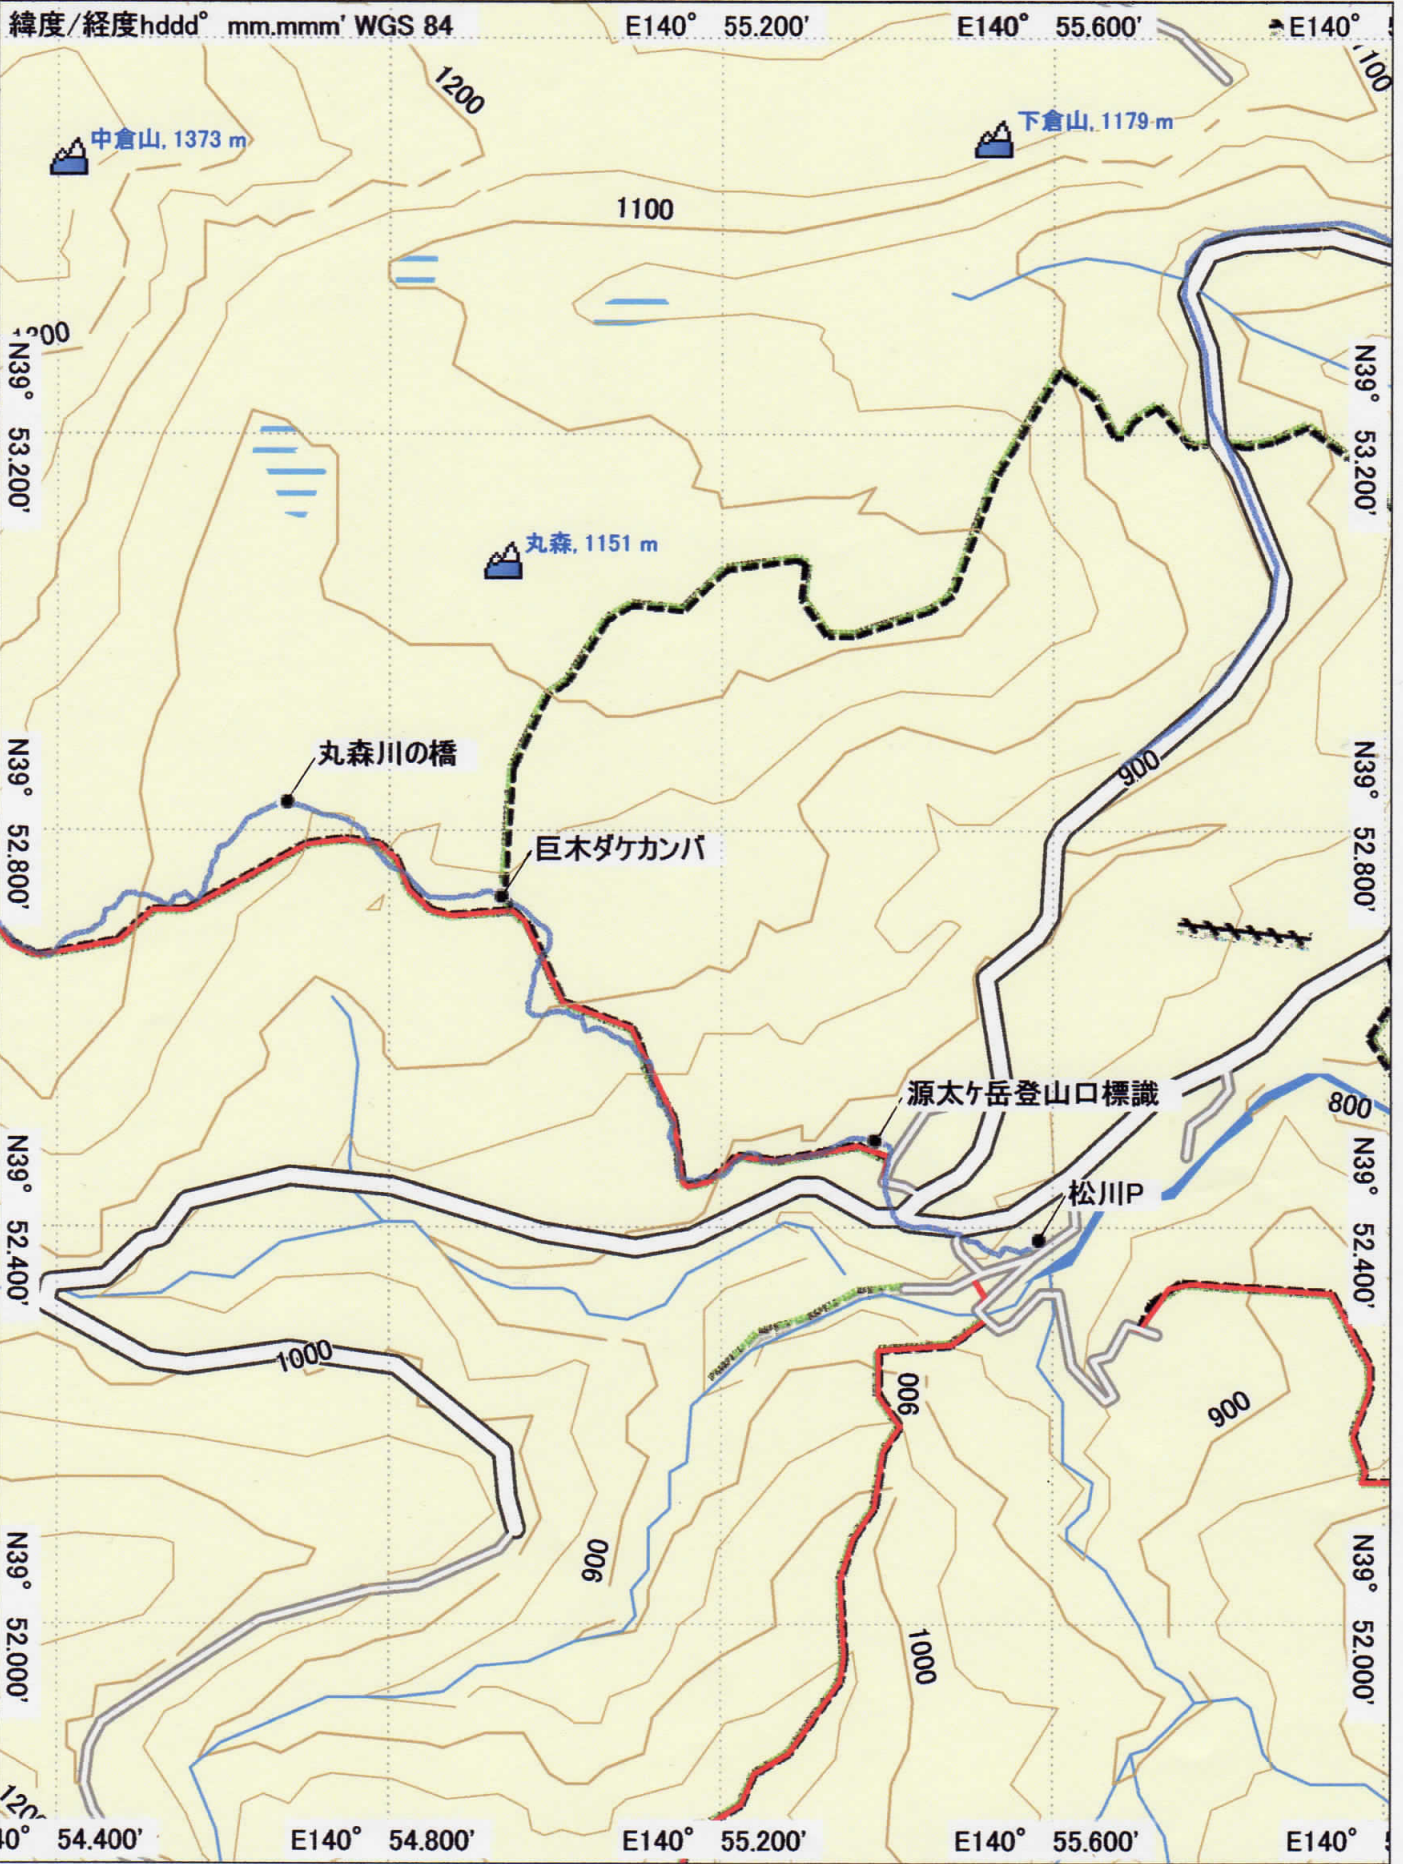 緯度/経度hddd° mm.mmm' WGS 84
E140° 55.200'
E140° 55.600'
E140°
1200
1100
中倉山, 1373 m
下倉山, 1179 m
1100
N39° 53.200'
N39° 53.200'
丸森, 1151 m
丸森川の橋
900
N39° 52.800'
N39° 52.800'
巨木ダケカンバ
源太ケ岳登山口標識
800
N39° 52.400'
N39° 52.400'
松川P
1000
900
900
900
N39° 52.000'
N39° 52.000'
1000
54.400'
E140° 54.800'
E140° 55.200'
E140° 55.600'
E140°